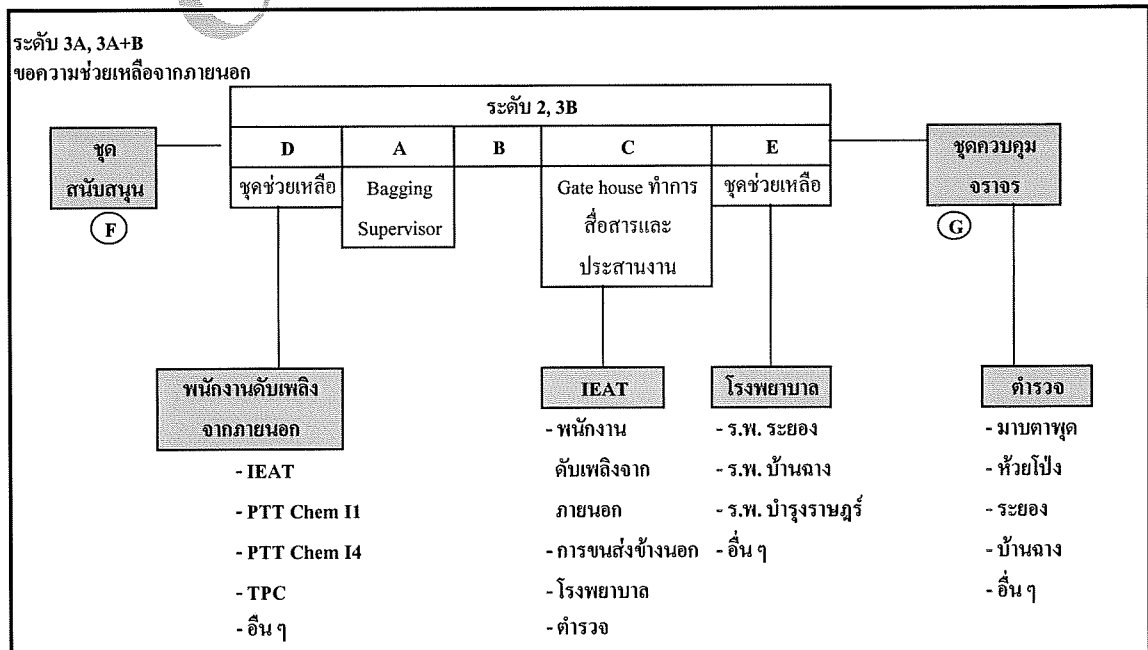 ระดับ 3A, 3A+B
ขอความช่วยเหลือจากภายนอก
ระดับ 2, 3B
ชุด
สนับสนุน
F
D
ชุดช่วยเหลือ
A
Bagging
Supervisor
B
C
Gate house ทำการ
สื่อสารและ
ประสานงาน
E
ชุดช่วยเหลือ
ชุดควบคุม
จราจร
G
พนักงานดับเพลิง
จากภายนอก
- IEAT
- PTT Chem I1
- PTT Chem I4
- TPC
- อื่น ๆ
IEAT
- พนักงาน
ดับเพลิงจาก
ภายนอก
- การขนส่งข้างนอก
- โรงพยาบาล
- ตำรวจ
โรงพยาบาล
- ร.พ. ระยอง
- ร.พ. บ้านฉาง
- ร.พ. บำรุงราษฎร์
- อื่น ๆ
ตำรวจ
- มาบตาพุด
- ห้วยโป่ง
- ระยอง
- บ้านฉาง
- อื่น ๆ